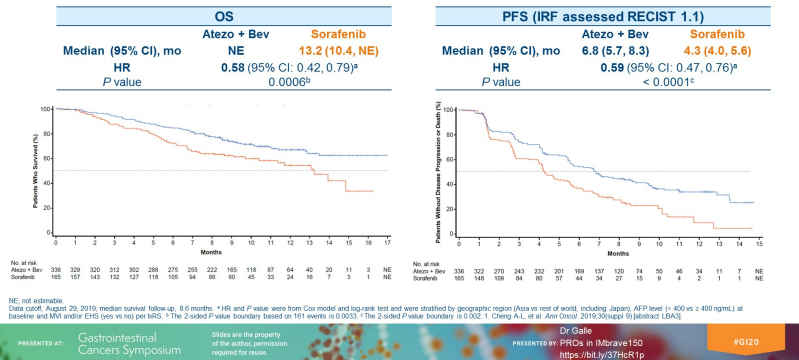 OS
Atezo + Bev Sorafenib
Median (95% CI), mo NE 13.2 (10.4, NE)
HR 0.58 (95% CI: 0.42, 0.79)ᵃ
P value 0.0006ᵇ
Patients Who Survived (%)
100
80
60
40
20
0
0 1 2 3 4 5 6 7 8 9 10 11 12 13 14 15 16 17
Months
No. at risk
Atezo + Bev 336 329 320 312 302 288 275 255 222 165 118 87 64 40 20 11 3 NE
Sorafenib 165 157 143 132 127 118 105 94 86 60 45 33 24 16 7 3 1 NE
PFS (IRF assessed RECIST 1.1)
Atezo + Bev Sorafenib
Median (95% CI), mo 6.8 (5.7, 8.3) 4.3 (4.0, 5.6)
HR 0.59 (95% CI: 0.47, 0.76)ᵃ
P value < 0.0001ᶜ
Patients Without Disease Progression or Death (%)
100
80
60
40
20
0
0 1 2 3 4 5 6 7 8 9 10 11 12 13 14 15
Months
No. at risk
Atezo + Bev 336 322 270 243 232 201 169 137 120 74 50 46 34 11 7 NE
Sorafenib 165 148 109 84 80 57 44 34 27 15 9 4 2 1 1 NE
NE, not estimable.
Data cutoff, August 29, 2019; median survival follow-up, 8.6 months. ᵃ HR and P value were from Cox model and log-rank test and were stratified by geographic region (Asia vs rest of world, including Japan), AFP level (< 400 vs ≥ 400 ng/mL) at
baseline and MVI and/or EHS (yes vs no) per IxRS. ᵇ The 2-sided P value boundary based on 161 events is 0.0033. ᶜ The 2-sided P value boundary is 0.002. 1. Cheng A-L, et al. Ann Oncol. 2019;30(suppl 9) [abstract LBA3].
PRESENTED AT:
Gastrointestinal
Cancers Symposium
Slides are the property
of the author, permission
required for reuse.
PRESENTED BY:
Dr Galle
PROs in IMbrave150
https://bit.ly/37HcR1p
#GI20